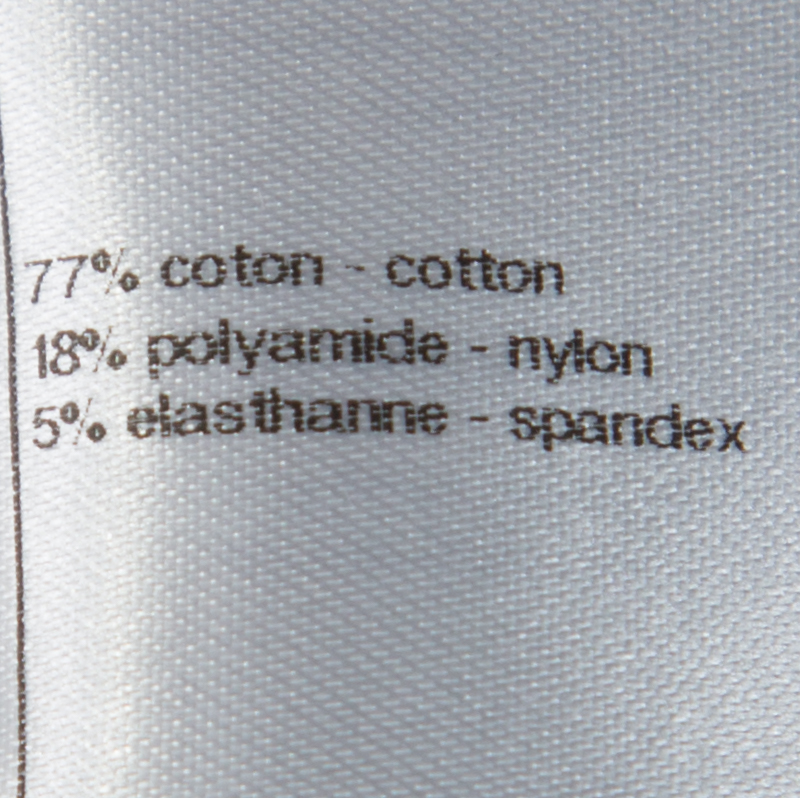 77% coton - cotton
18% polyamide - nylon
5% elasthanne - spandex